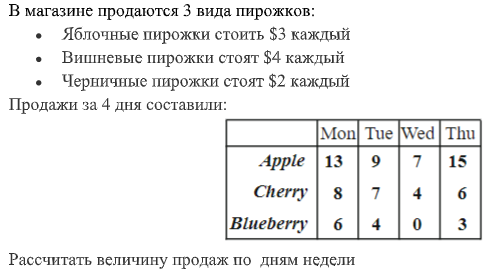 В магазине продаются 3 вида пирожков:
• Яблочные пирожки стоить $3 каждый
• Вишневые пирожки стоят $4 каждый
• Черничные пирожки стоят $2 каждый
Продажи за 4 дня составили:
Mon Tue Wed Thu
Apple 13 9 7 15
Cherry 8 7 4 6
Blueberry 6 4 0 3
Рассчитать величину продаж по дням недели